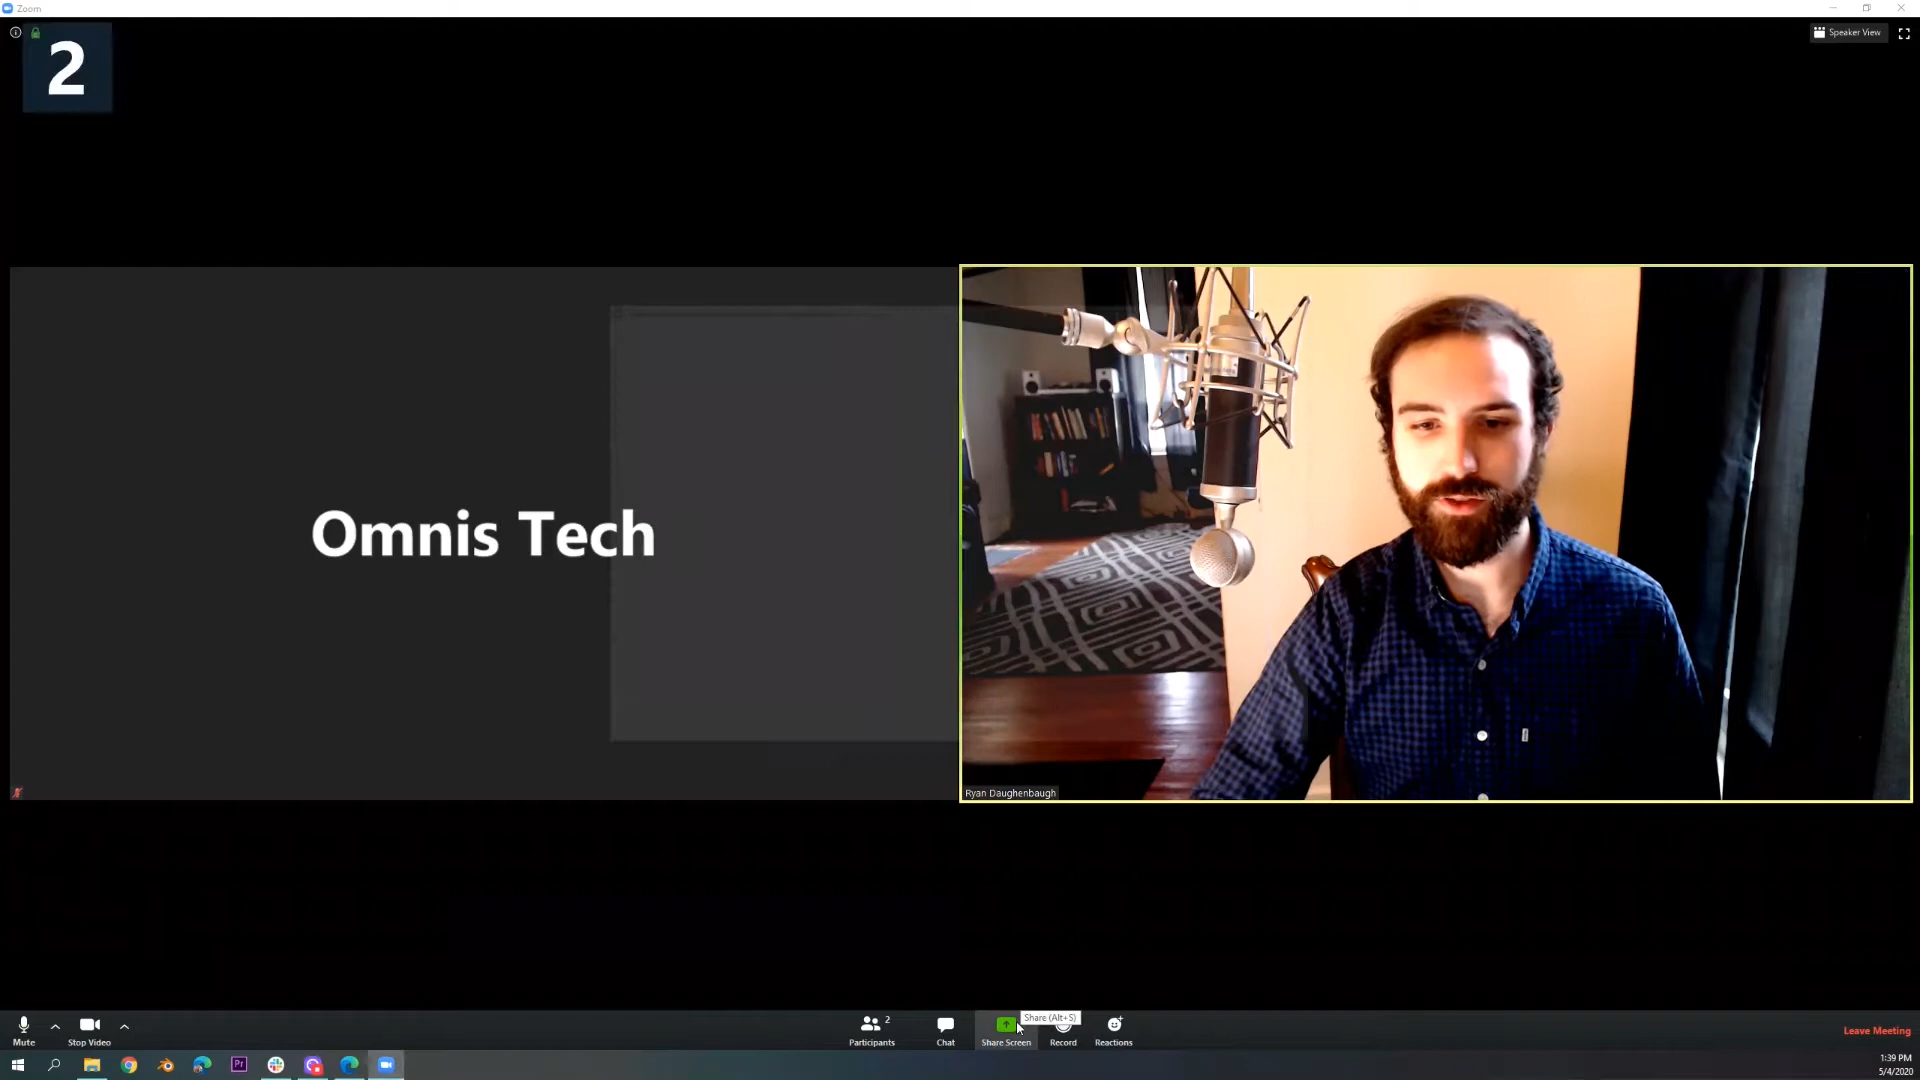 Zoom
2
Speaker View
Omnis Tech
Ryan Daughenbaugh
Share (Alt+S)
Mute
Stop Video
2
Participants
Chat
Share Screen
Record
Reactions
Leave Meeting
Pr
1:39 PM
5/4/2020